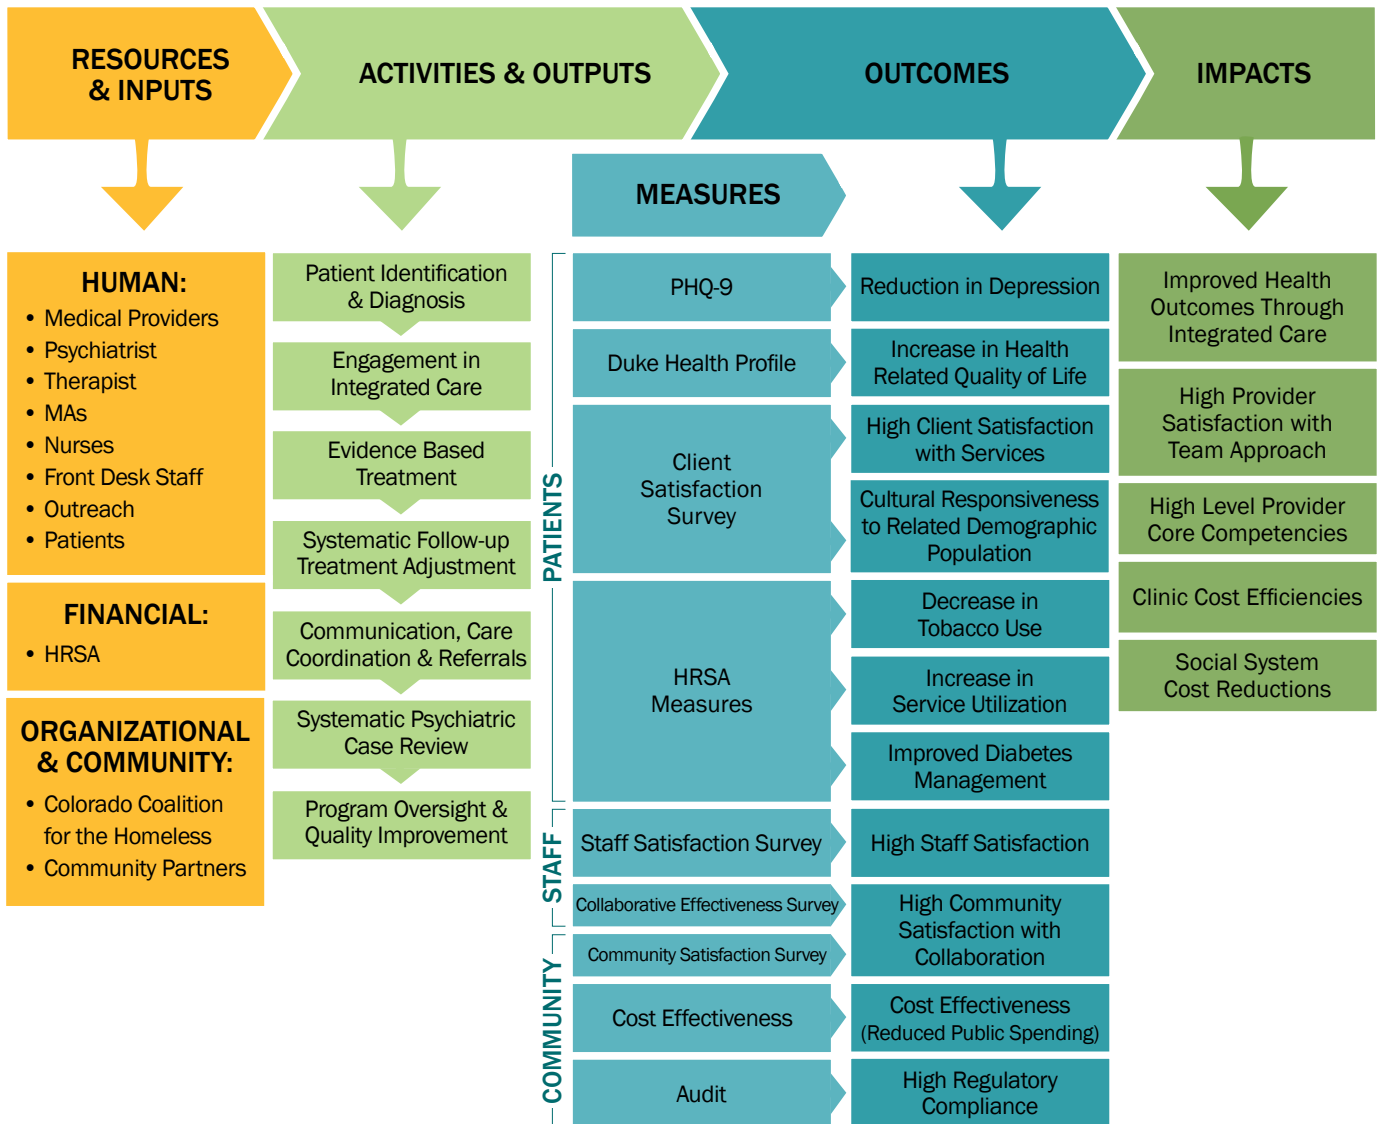 RESOURCES
& INPUTS
ACTIVITIES & OUTPUTS
OUTCOMES
IMPACTS
MEASURES
HUMAN:
• Medical Providers
• Psychiatrist
• Therapist
• MAs
• Nurses
• Front Desk Staff
• Outreach
• Patients
FINANCIAL:
• HRSA
ORGANIZATIONAL
& COMMUNITY:
• Colorado Coalition
for the Homeless
• Community Partners
Patient Identification
& Diagnosis
Engagement in
Integrated Care
Evidence Based
Treatment
Systematic Follow-up
Treatment Adjustment
Communication, Care
Coordination & Referrals
Systematic Psychiatric
Case Review
Program Oversight &
Quality Improvement
PATIENTS
PHQ-9
Duke Health Profile
Client
Satisfaction
Survey
HRSA
Measures
STAFF
Staff Satisfaction Survey
Collaborative Effectiveness Survey
COMMUNITY
Community Satisfaction Survey
Cost Effectiveness
Audit
Reduction in Depression
Increase in Health
Related Quality of Life
High Client Satisfaction
with Services
Cultural Responsiveness
to Related Demographic
Population
Decrease in
Tobacco Use
Increase in
Service Utilization
Improved Diabetes
Management
High Staff Satisfaction
High Community
Satisfaction with
Collaboration
Cost Effectiveness
(Reduced Public Spending)
High Regulatory
Compliance
Improved Health
Outcomes Through
Integrated Care
High Provider
Satisfaction with
Team Approach
High Level Provider
Core Competencies
Clinic Cost Efficiencies
Social System
Cost Reductions